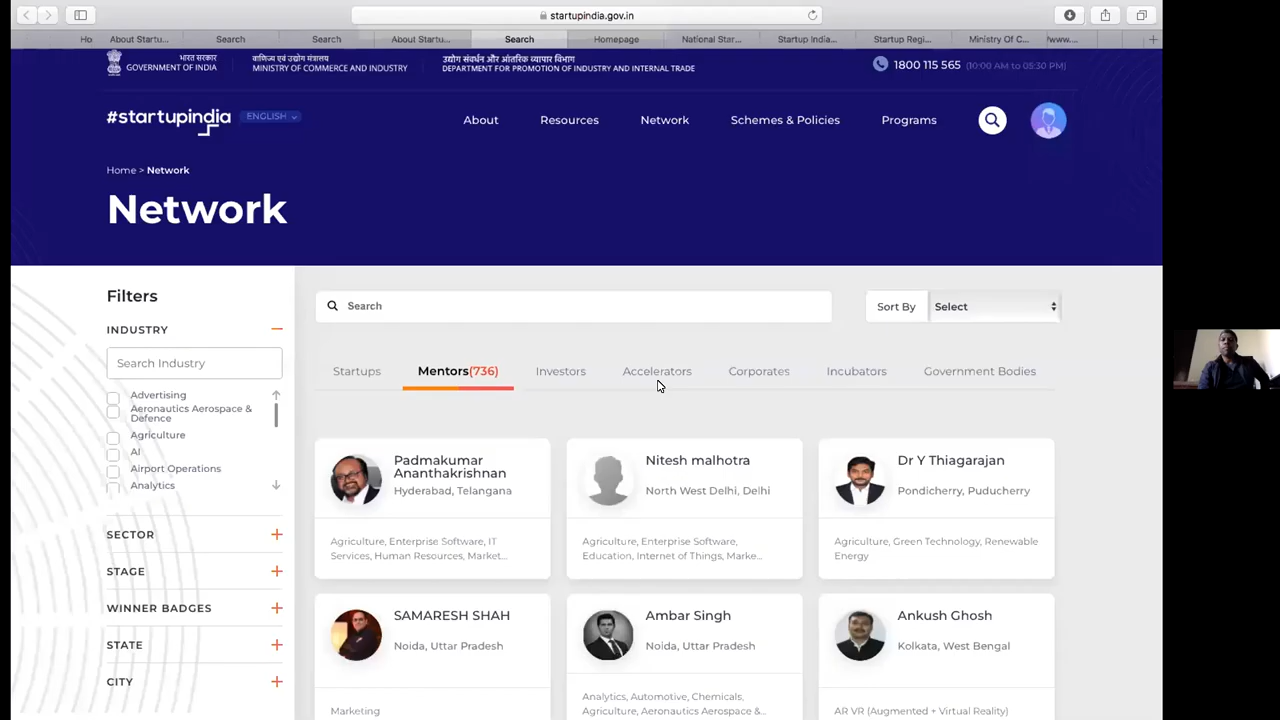 startupindia.gov.in
Ho
About Startu...
Search
Search
About Startu...
Search
Homepage
National Star...
Startup India...
Startup Regi...
Ministry Of C...
/www....
भारत सरकार
GOVERNMENT OF INDIA
वाणिज्य एवं उद्योग मंत्रालय
MINISTRY OF COMMERCE AND INDUSTRY
उद्योग संवर्धन और आंतरिक व्यापार विभाग
DEPARTMENT FOR PROMOTION OF INDUSTRY AND INTERNAL TRADE
1800 115 565 (10:00 AM to 05:30 PM)
#startupindia
ENGLISH
About
Resources
Network
Schemes & Policies
Programs
Home > Network
Network
Filters
INDUSTRY
Search Industry
Advertising
Aeronautics Aerospace &
Defence
Agriculture
AI
Airport Operations
Analytics
SECTOR
STAGE
WINNER BADGES
STATE
CITY
Search
Sort By
Select
Startups
Mentors(736)
Investors
Accelerators
Corporates
Incubators
Government Bodies
Padmakumar
Ananthakrishnan
Hyderabad, Telangana
Agriculture, Enterprise Software, IT
Services, Human Resources, Market...
Nitesh malhotra
North West Delhi, Delhi
Agriculture, Enterprise Software,
Education, Internet of Things, Marke...
Dr Y Thiagarajan
Pondicherry, Puducherry
Agriculture, Green Technology, Renewable
Energy
SAMARESH SHAH
Noida, Uttar Pradesh
Marketing
Ambar Singh
Noida, Uttar Pradesh
Analytics, Automotive, Chemicals,
Agriculture, Aeronautics Aerospace &...
Ankush Ghosh
Kolkata, West Bengal
AR VR (Augmented + Virtual Reality)